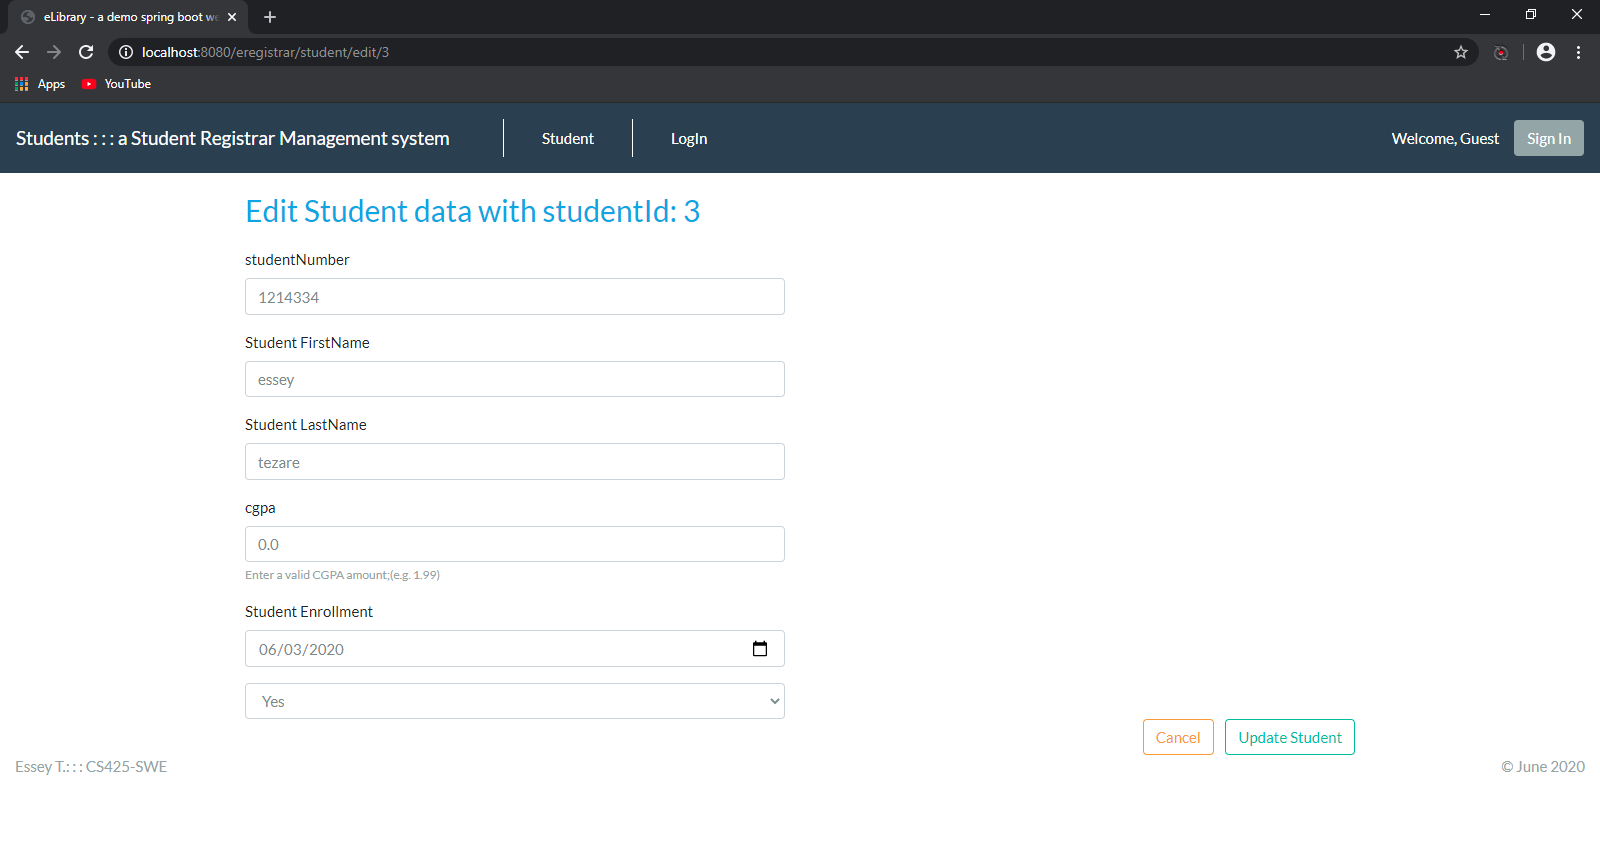 eLibrary - a demo spring boot we
localhost:8080/eregistrar/student/edit/3
Apps YouTube
Students : : : a Student Registrar Management system Student LogIn Welcome, Guest Sign In
Edit Student data with studentId: 3
studentNumber
1214334
Student FirstName
essey
Student LastName
tezare
cgpa
0.0
Enter a valid CGPA amount;(e.g. 1.99)
Student Enrollment
06/03/2020
Yes
Cancel Update Student
Essey T.: : : CS425-SWE © June 2020